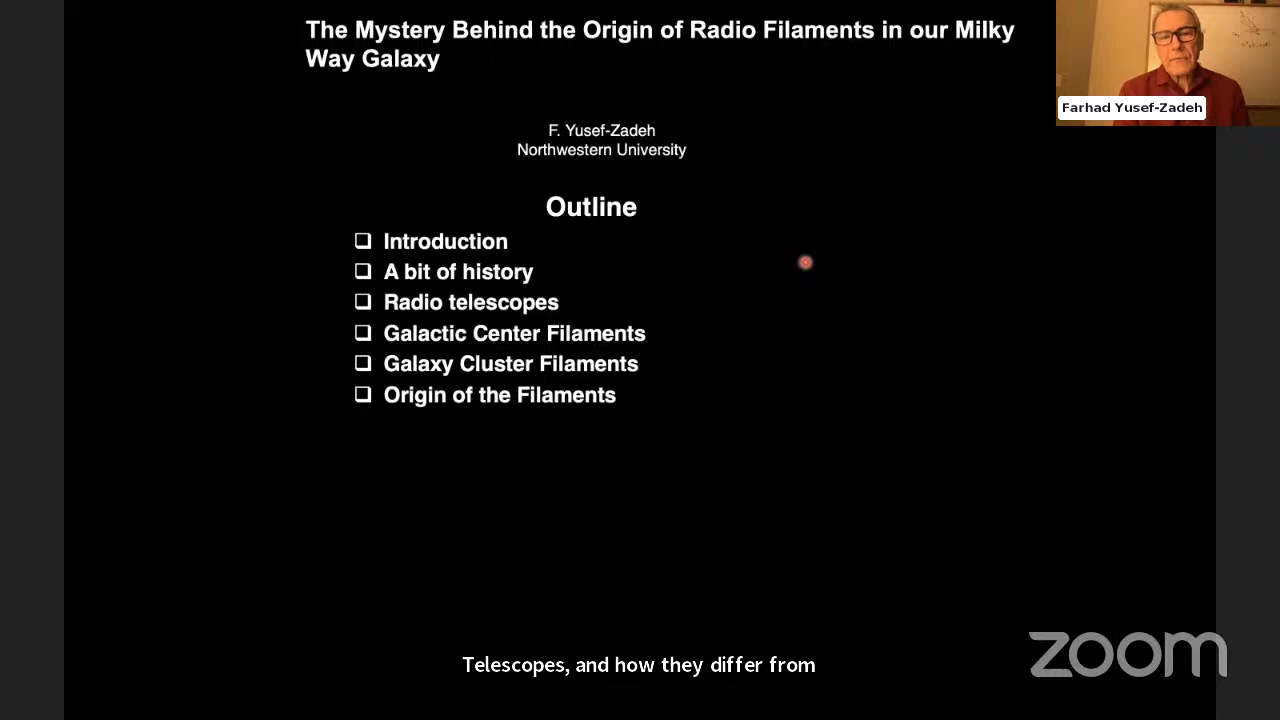 The Mystery Behind the Origin of Radio Filaments in our Milky
Way Galaxy
Farhad Yusef-Zadeh
F. Yusef-Zadeh
Northwestern University
Outline
Introduction
A bit of history
Radio telescopes
Galactic Center Filaments
Galaxy Cluster Filaments
Origin of the Filaments
Telescopes, and how they differ from
zoom